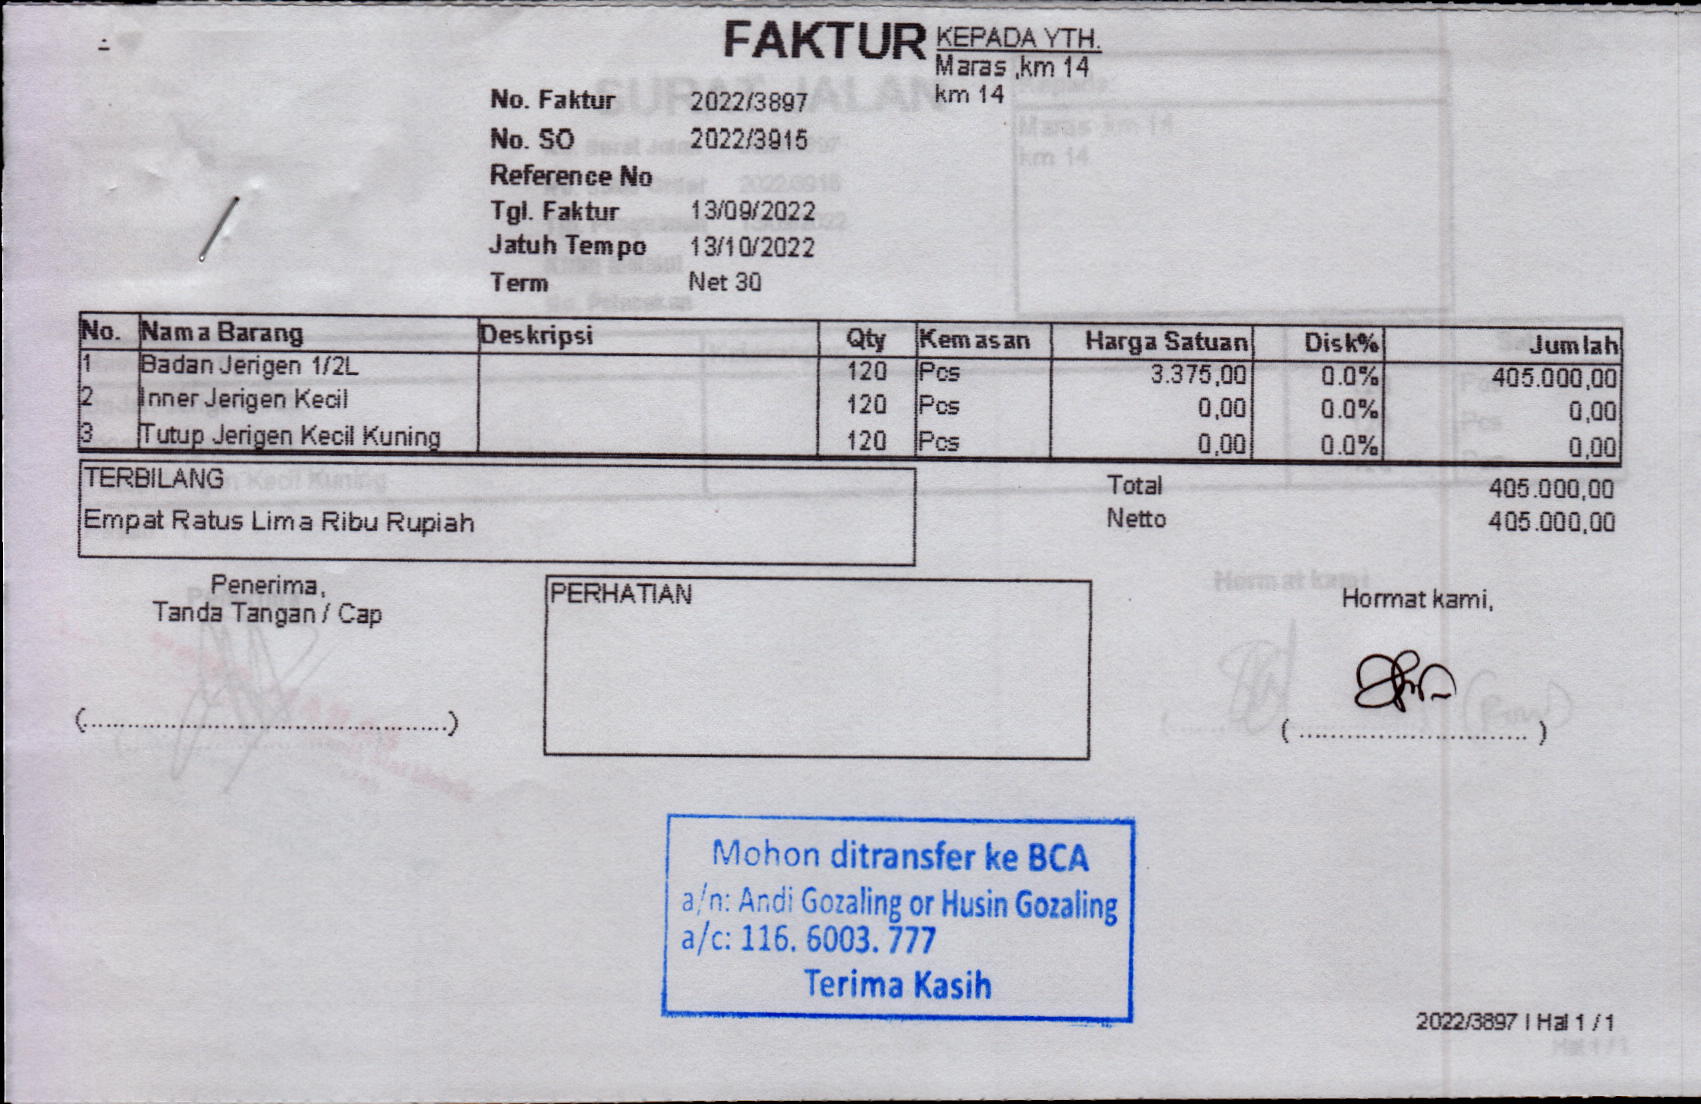 FAKTUR
KEPADA YTH.
Maras ,km 14
km 14
No. Faktur 2022/3897
No. SO 2022/3915
Reference No
Tgl. Faktur 13/09/2022
Jatuh Tempo 13/10/2022
Term Net 30
No. Nama Barang Deskripsi Qty Kemasan Harga Satuan Disk% Jumlah
1 Badan Jerigen 1/2L 120 Pcs 3.375,00 0.0% 405.000,00
2 Inner Jerigen Kecil 120 Pcs 0,00 0.0% 0,00
3 Tutup Jerigen Kecil Kuning 120 Pcs 0,00 0.0% 0,00
TERBILANG
Empat Ratus Lima Ribu Rupiah
Total 405.000,00
Netto 405.000,00
Penerima,
Tanda Tangan / Cap
(....................................................)
PERHATIAN
Hormat kami,
( ................................ )
Mohon ditransfer ke BCA
a/n: Andi Gozaling or Husin Gozaling
a/c: 116. 6003. 777
Terima Kasih
2022/3897 | Hal 1 / 1